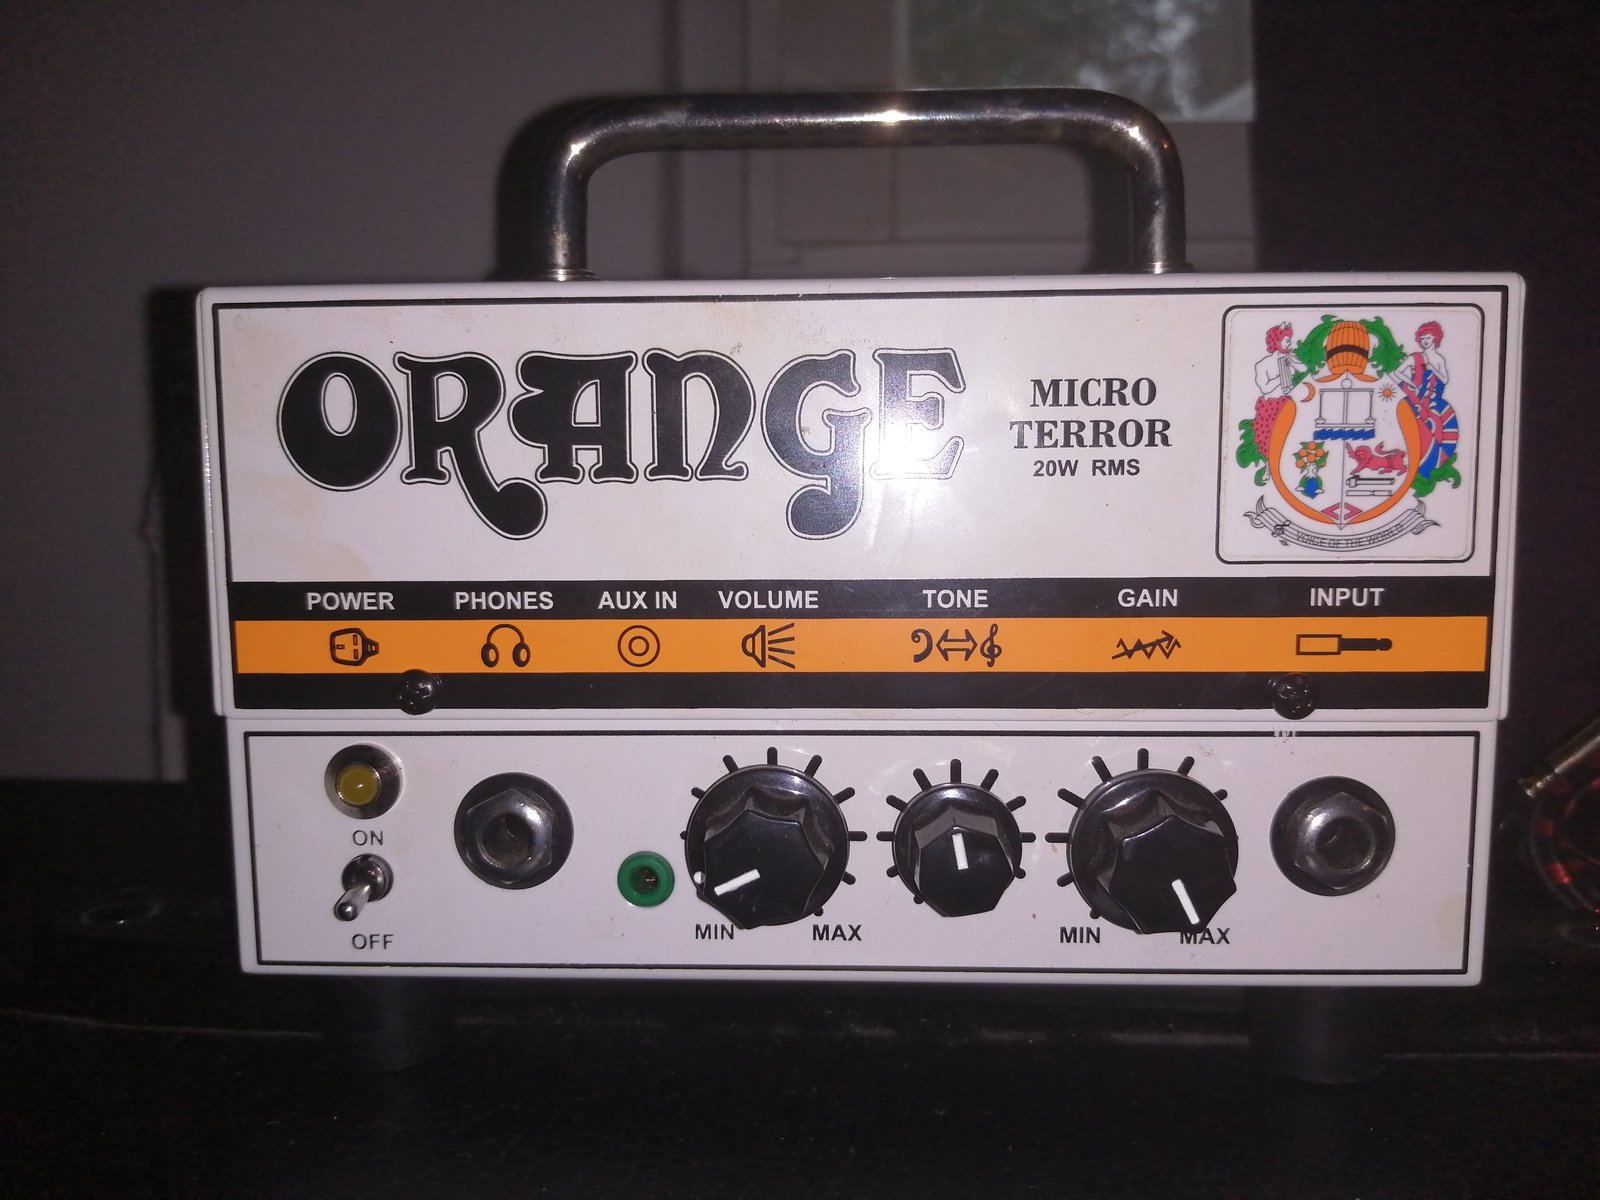 ORANGE
MICRO
TERROR
20W RMS
VOICE OF THE WORLD
POWER PHONES AUX IN VOLUME TONE GAIN INPUT
ON
OFF
MIN MAX
MIN MAX